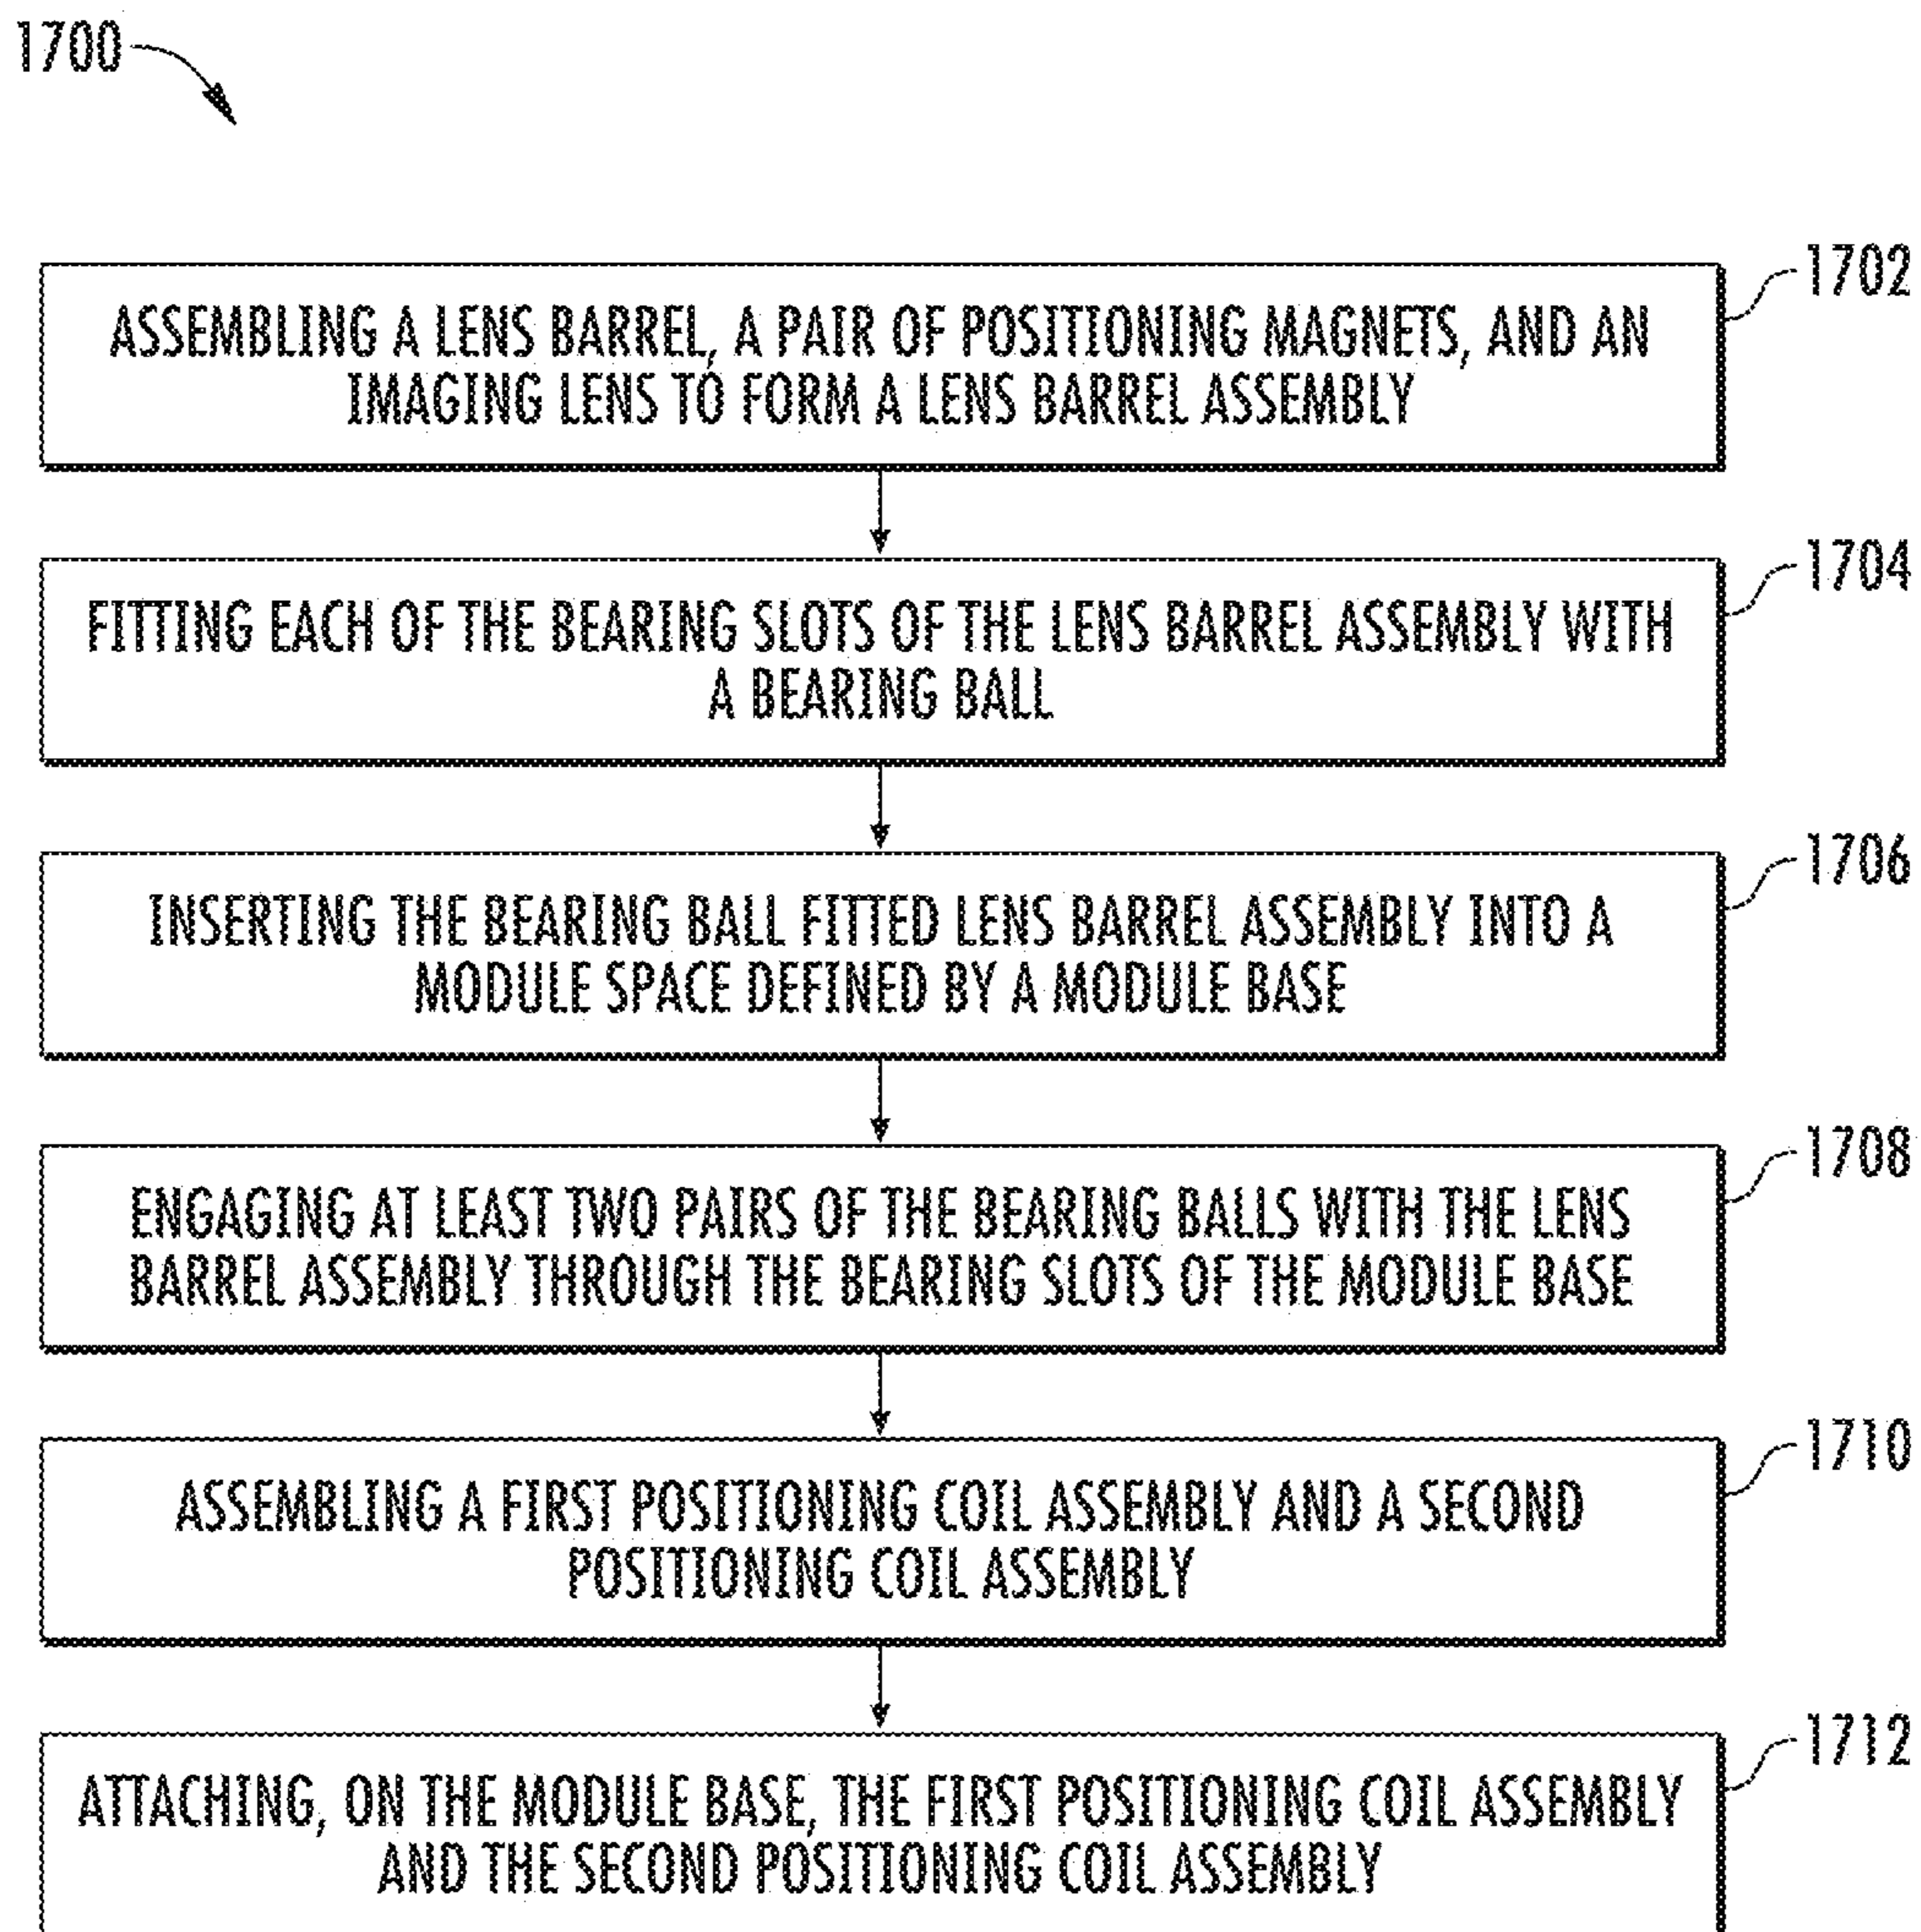 1700
1702
ASSEMBLING A LENS BARREL, A PAIR OF POSITIONING MAGNETS, AND AN
IMAGING LENS TO FORM A LENS BARREL ASSEMBLY
1704
FITTING EACH OF THE BEARING SLOTS OF THE LENS BARREL ASSEMBLY WITH
A BEARING BALL
1706
INSERTING THE BEARING BALL FITTED LENS BARREL ASSEMBLY INTO A
MODULE SPACE DEFINED BY A MODULE BASE
1708
ENGAGING AT LEAST TWO PAIRS OF THE BEARING BALLS WITH THE LENS
BARREL ASSEMBLY THROUGH THE BEARING SLOTS OF THE MODULE BASE
1710
ASSEMBLING A FIRST POSITIONING COIL ASSEMBLY AND A SECOND
POSITIONING COIL ASSEMBLY
1712
ATTACHING, ON THE MODULE BASE, THE FIRST POSITIONING COIL ASSEMBLY
AND THE SECOND POSITIONING COIL ASSEMBLY